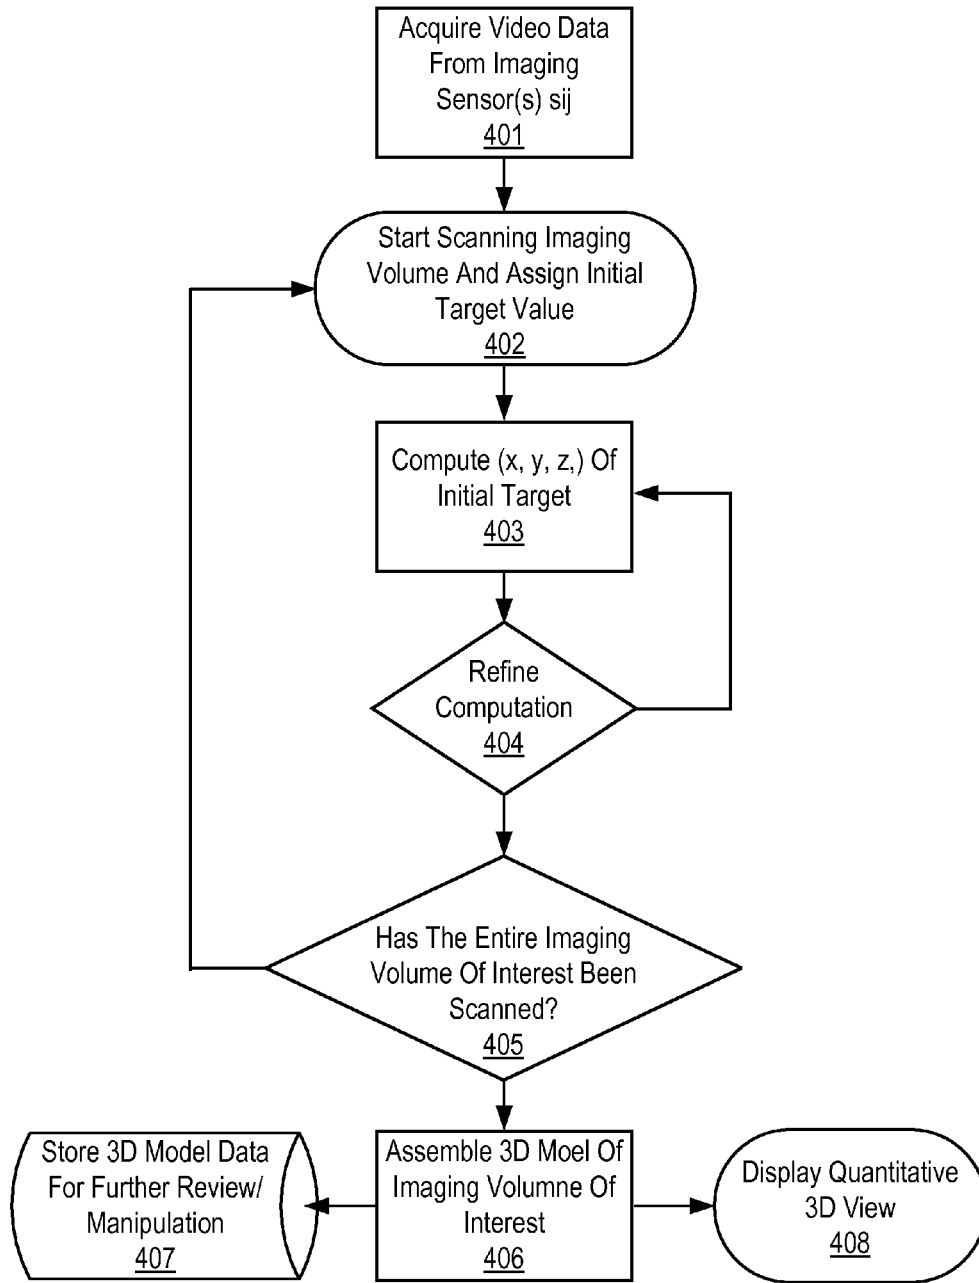 Acquire Video Data
From Imaging
Sensor(s) sij
401
Start Scanning Imaging
Volume And Assign Initial
Target Value
402
Compute (x, y, z,) Of
Initial Target
403
Refine
Computation
404
Has The Entire Imaging
Volume Of Interest Been
Scanned?
405
Store 3D Model Data
For Further Review/
Manipulation
407
Assemble 3D Moel Of
Imaging Volumne Of
Interest
406
Display Quantitative
3D View
408